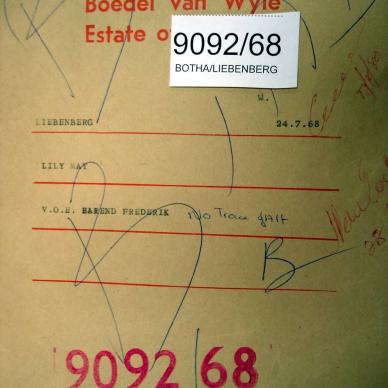 Boedel van Wyle
Estate o
9092/68
BOTHA/LIEBENBERG
W.
LIEBENBERG 24.7.68
LILY MAY
V.O.E. BAREND FREDERIK No Trace
B
9092/68